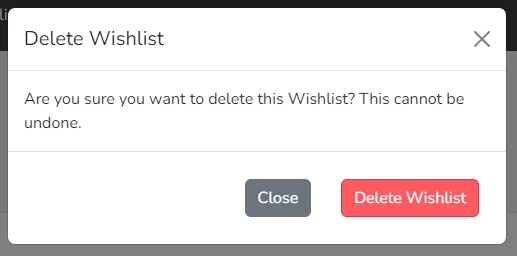 Delete Wishlist
Are you sure you want to delete this Wishlist? This cannot be
undone.
Close
Delete Wishlist